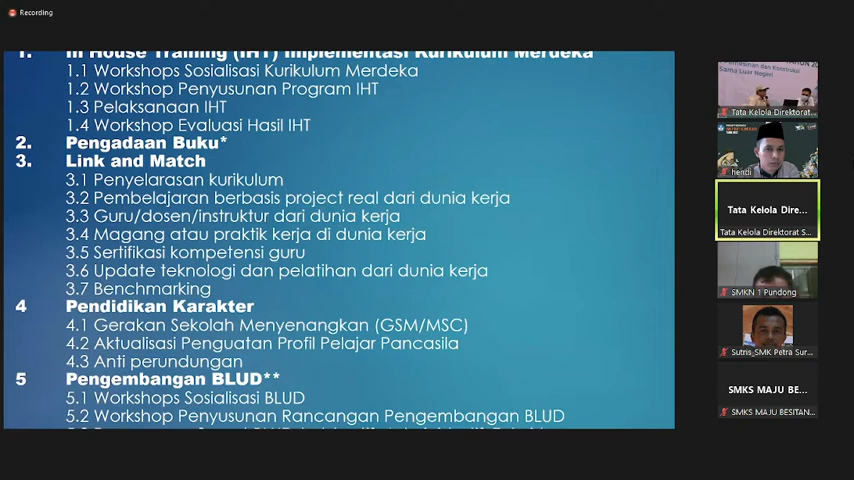 Recording
1. In House Training (IHT) Implementasi Kurikulum Merdeka
1.1 Workshops Sosialisasi Kurikulum Merdeka
1.2 Workshop Penyusunan Program IHT
1.3 Pelaksanaan IHT
1.4 Workshop Evaluasi Hasil IHT
2. Pengadaan Buku*
3. Link and Match
3.1 Penyelarasan kurikulum
3.2 Pembelajaran berbasis project real dari dunia kerja
3.3 Guru/dosen/instruktur dari dunia kerja
3.4 Magang atau praktik kerja di dunia kerja
3.5 Sertifikasi kompetensi guru
3.6 Update teknologi dan pelatihan dari dunia kerja
3.7 Benchmarking
4 Pendidikan Karakter
4.1 Gerakan Sekolah Menyenangkan (GSM/MSC)
4.2 Aktualisasi Penguatan Profil Pelajar Pancasila
4.3 Anti perundungan
5 Pengembangan BLUD**
5.1 Workshops Sosialisasi BLUD
5.2 Workshop Penyusunan Rancangan Pengembangan BLUD
Sama Luar Negeri
Tata Kelola Direktorat...
hendi
Tata Kelola Dire...
Tata Kelola Direktorat S...
SMKN 1 Pundong
Sutris_SMK Petra Sur...
SMKS MAJU BE...
SMKS MAJU BESITAN...